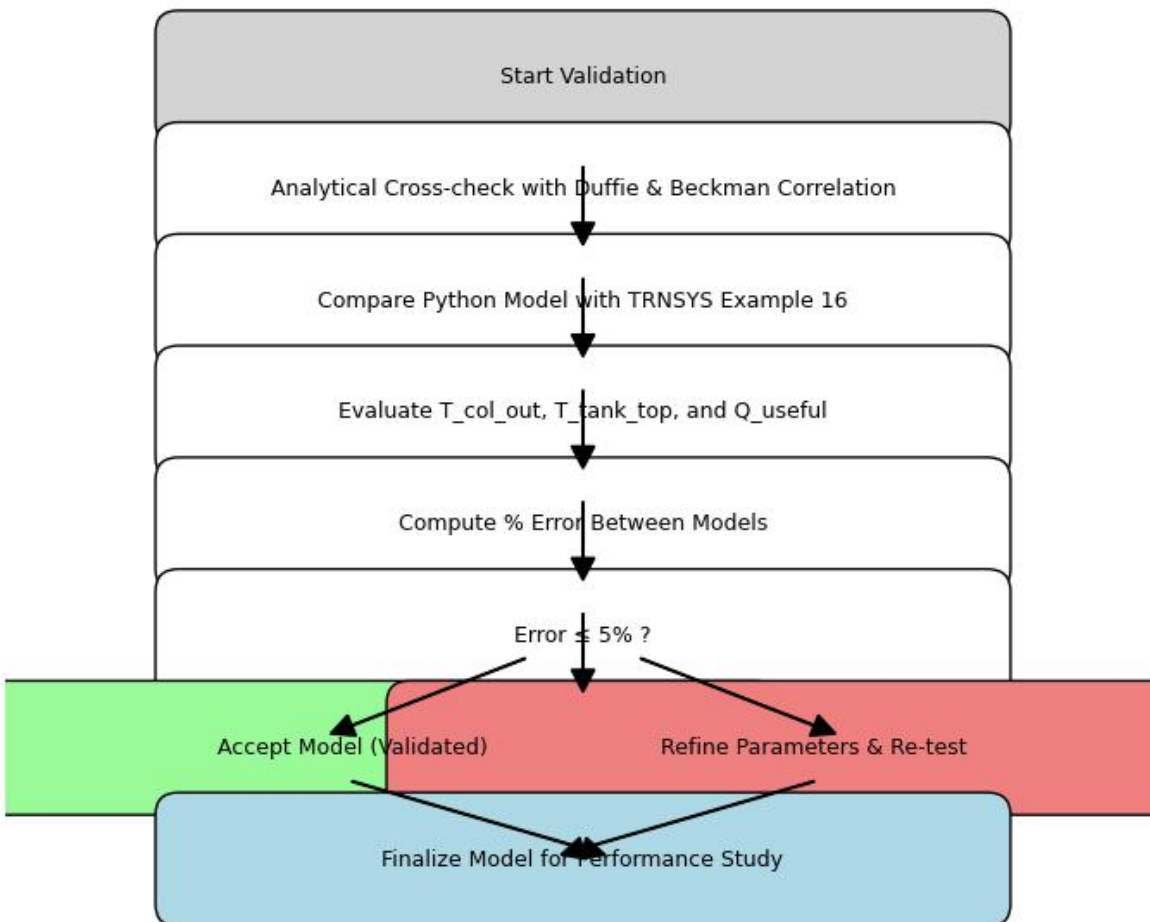 Start Validation
Analytical Cross-check with Duffie & Beckman Correlation
Compare Python Model with TRNSYS Example 16
Evaluate T_col_out, T_tank_top, and Q_useful
Compute % Error Between Models
Error ≤ 5% ?
Accept Model (Validated)
Refine Parameters & Re-test
Finalize Model for Performance Study